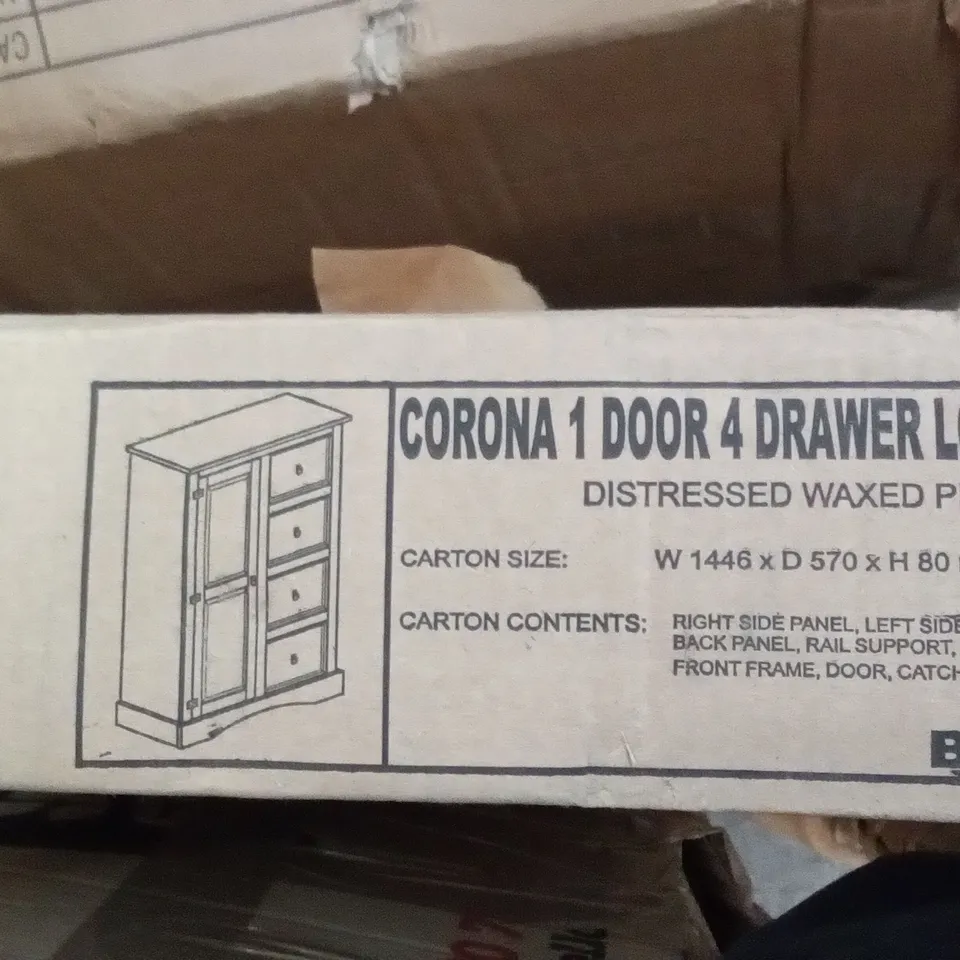 CORONA 1 DOOR 4 DRAWER
DISTRESSED WAXED
CARTON SIZE: W 1446 x D 570 x H 80
CARTON CONTENTS: RIGHT SIDE PANEL, LEFT SIDE
BACK PANEL, RAIL SUPPORT,
FRONT FRAME, DOOR, CATCH